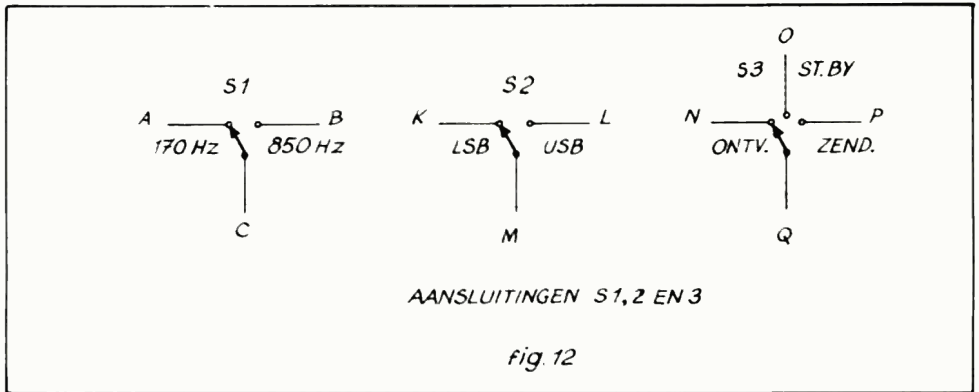 O
S1 S2 S3 ST.BY
A B K L N P
170 Hz 850 Hz LSB USB ONTV. ZEND.
C M Q
AANSLUITINGEN S1, 2 EN 3
fig. 12